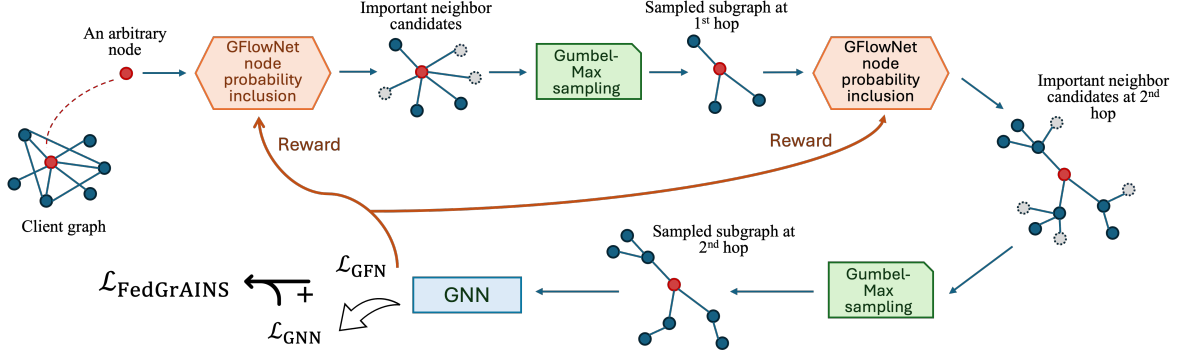 An arbitrary
node
Client graph
GFlowNet
node
probability
inclusion
Important neighbor
candidates
Gumbel-
Max
sampling
Sampled subgraph at
1st hop
GFlowNet
node
probability
inclusion
Important neighbor
candidates at 2nd
hop
Reward
Reward
Gumbel-
Max
sampling
Sampled subgraph at
2nd hop
GNN
ℒGFN
ℒGNN
+
ℒFedGrAINS